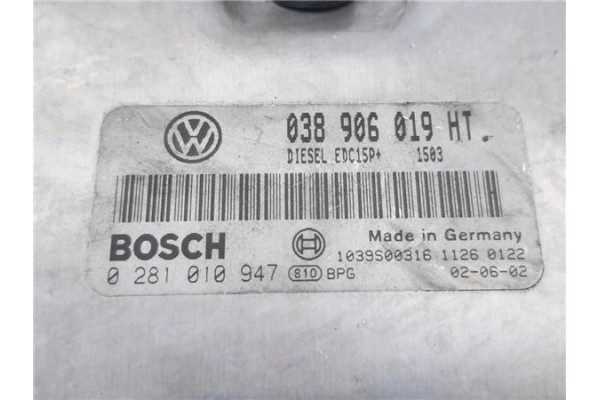 038 906 019 HT.
DIESEL EDC15P+ 1503
BOSCH
Made in Germany
1039S00316 1126 0122
0 281 010 947 810 BPG 02-06-02